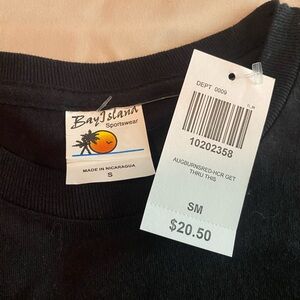 Bay Island
Sportswear
MADE IN NICARAGUA
S
DEPT 0009
10202358
AUGBURNSRED-HCR GET
THRU THIS
SM
$20.50